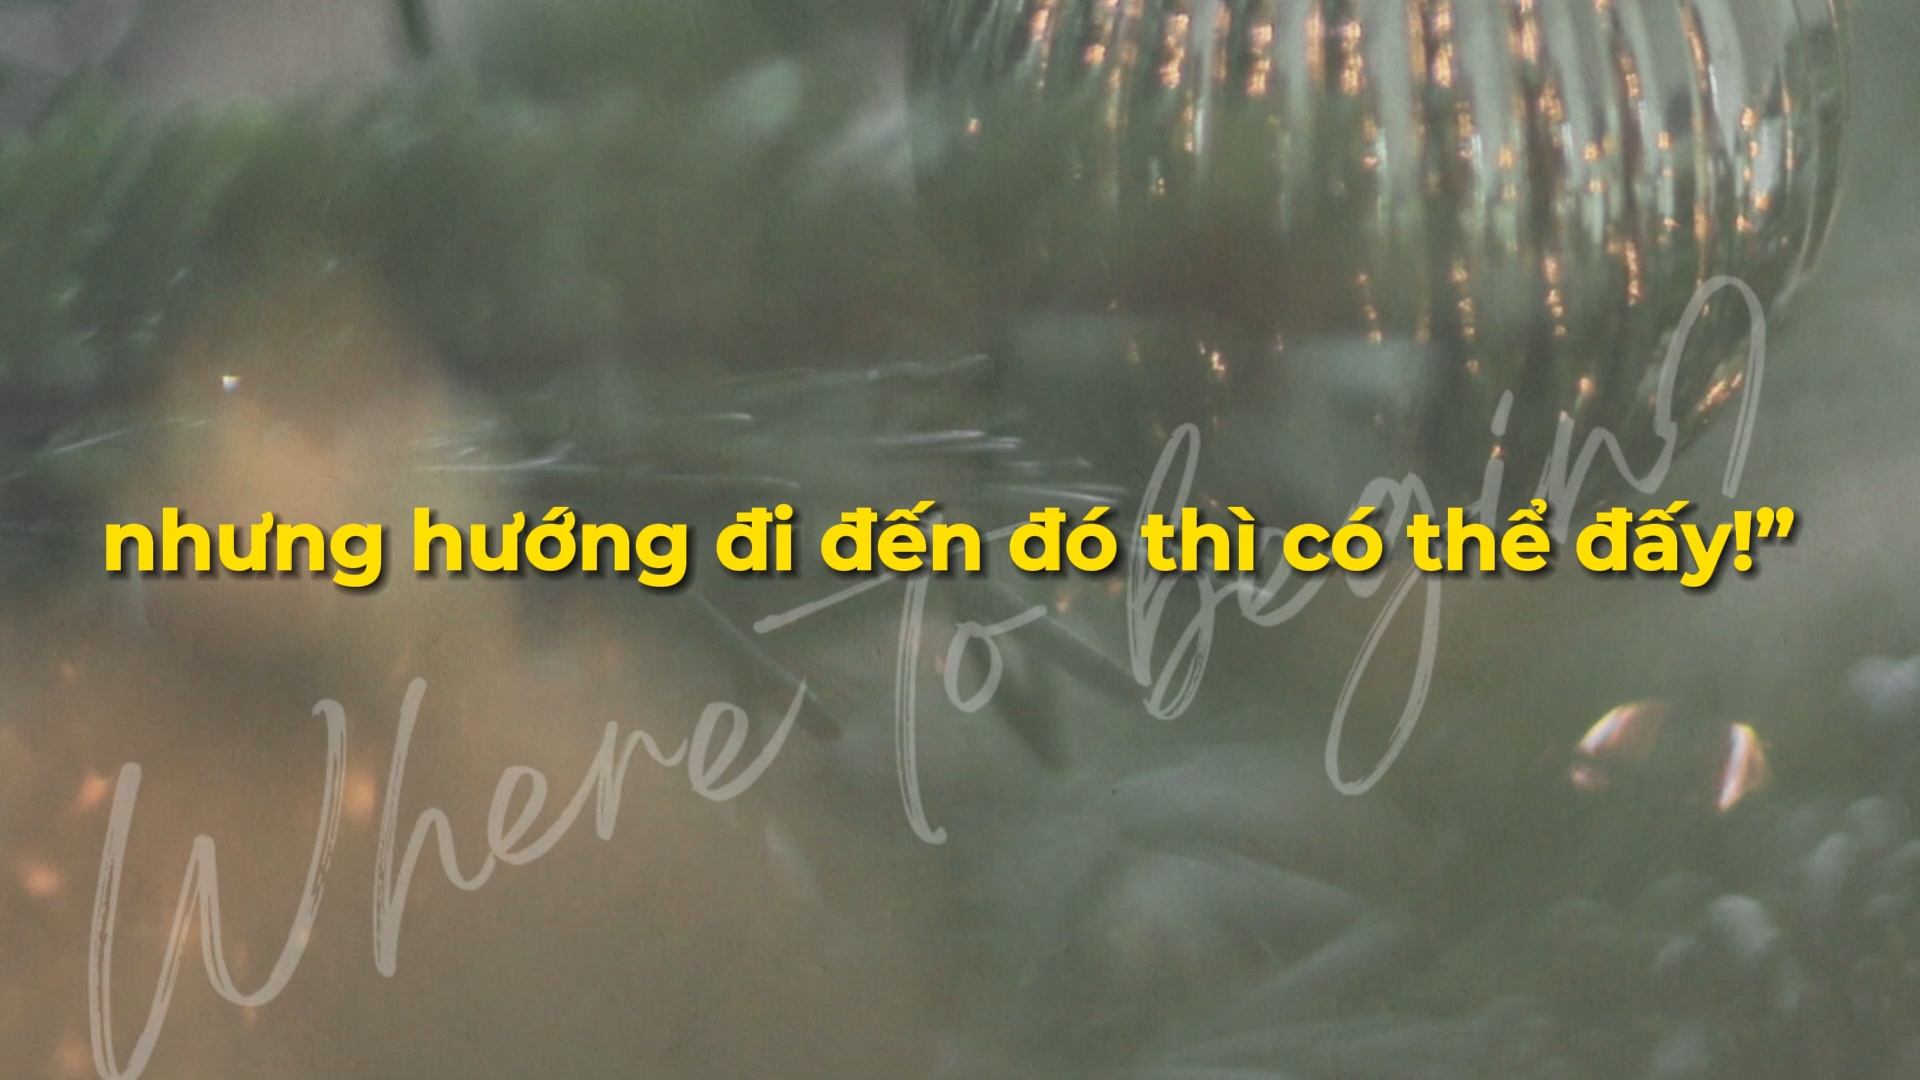 nhưng hướng đi đến đó thì có thể đấy!”
Where To begin?